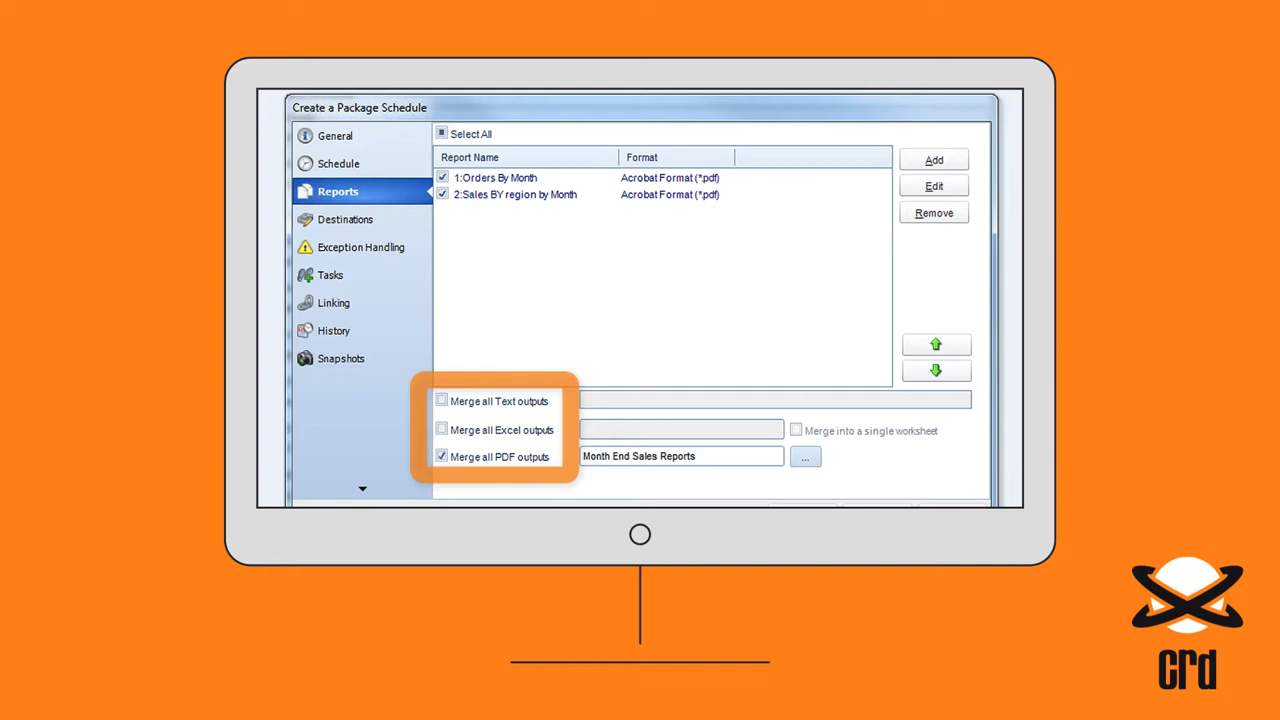 Create a Package Schedule
General
Schedule
Reports
Destinations
Exception Handling
Tasks
Linking
History
Snapshots
Select All
Report Name Format
1:Orders By Month Acrobat Format (*.pdf)
2:Sales BY region by Month Acrobat Format (*.pdf)
Add
Edit
Remove
Merge all Text outputs
Merge all Excel outputs Merge into a single worksheet
Merge all PDF outputs Month End Sales Reports ...
crd